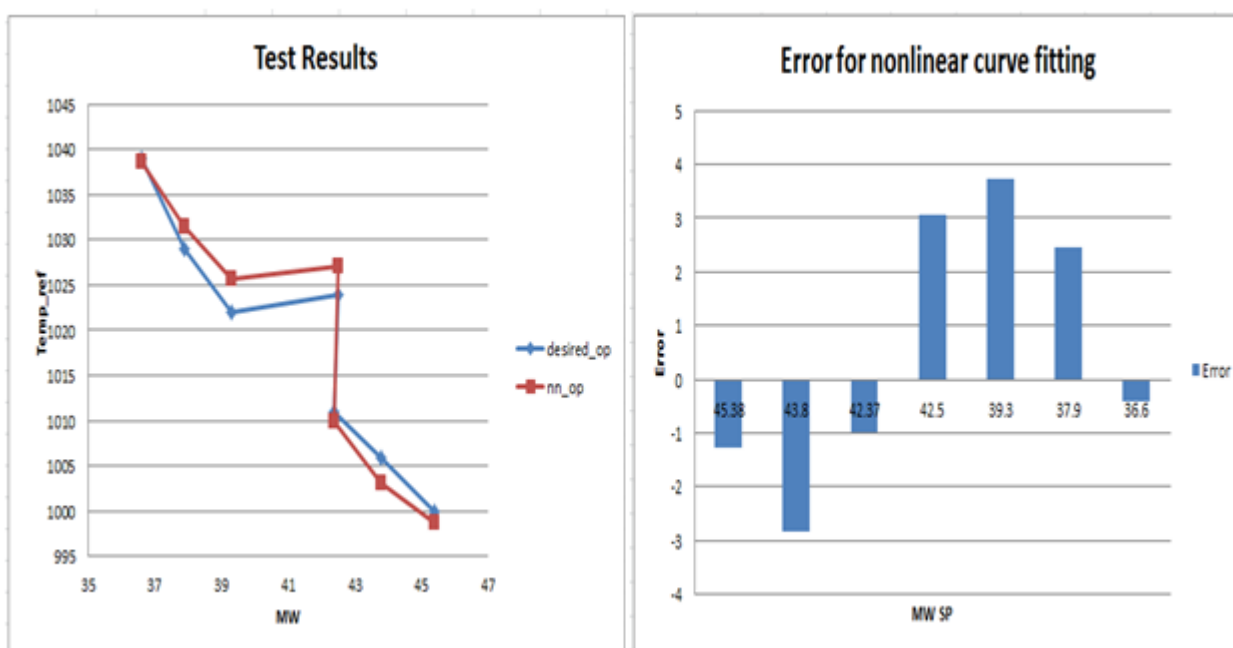 Test Results
1045
1040
1035
1030
1025
1020
1015
1010
1005
1000
995
Temp_ref
35 37 39 41 43 45 47
MW
desired_op
nn_op
Error for nonlinear curve fitting
5
4
3
2
1
0
-1
-2
-3
-4
Error
45.38 43.8 42.37 42.5 39.3 37.9 36.6
MW SP
Error